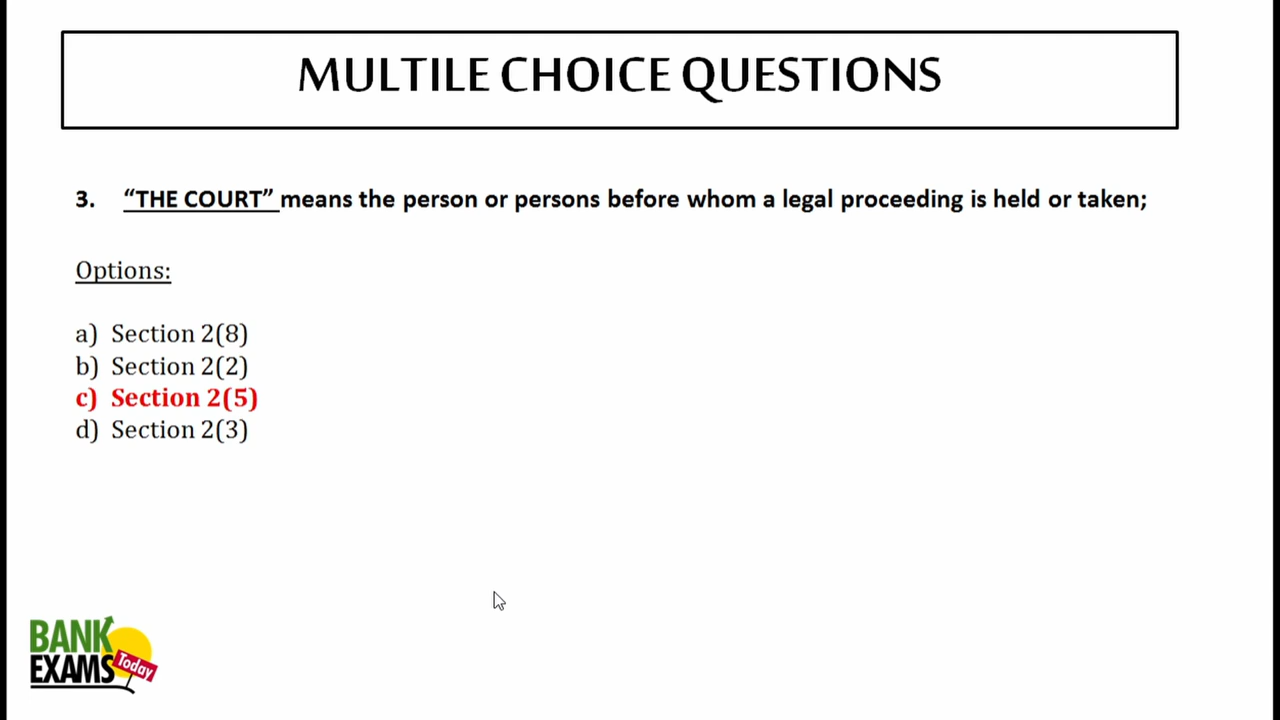 MULTILE CHOICE QUESTIONS
3. “THE COURT” means the person or persons before whom a legal proceeding is held or taken;
Options:
a) Section 2(8)
b) Section 2(2)
c) Section 2(5)
d) Section 2(3)
BANK
EXAMS Today